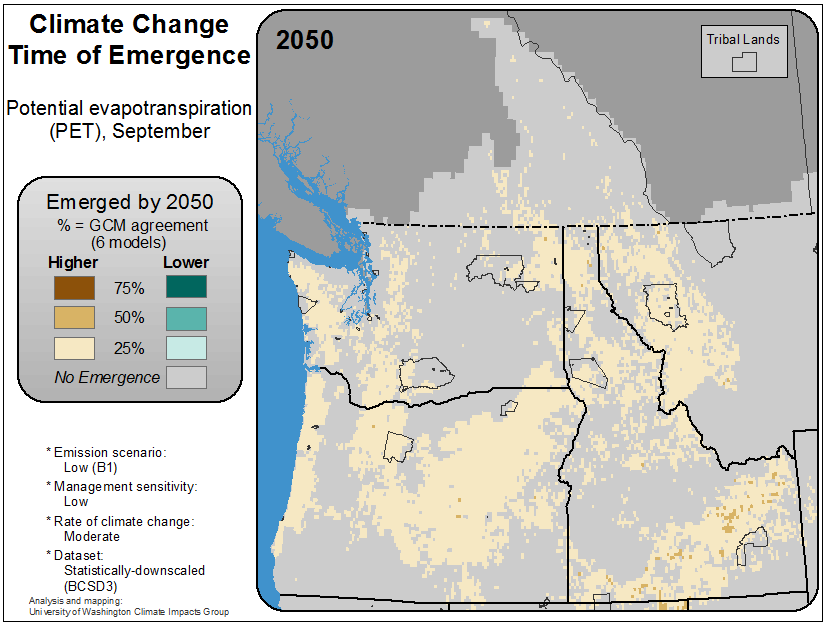 Climate Change
Time of Emergence
Potential evapotranspiration
(PET), September
Emerged by 2050
% = GCM agreement
(6 models)
Higher
Lower
75%
50%
25%
No Emergence
* Emission scenario:
Low (B1)
* Management sensitivity:
Low
* Rate of climate change:
Moderate
* Dataset:
Statistically-downscaled
(BCSD3)
Analysis and mapping:
University of Washington Climate Impacts Group
2050
Tribal Lands